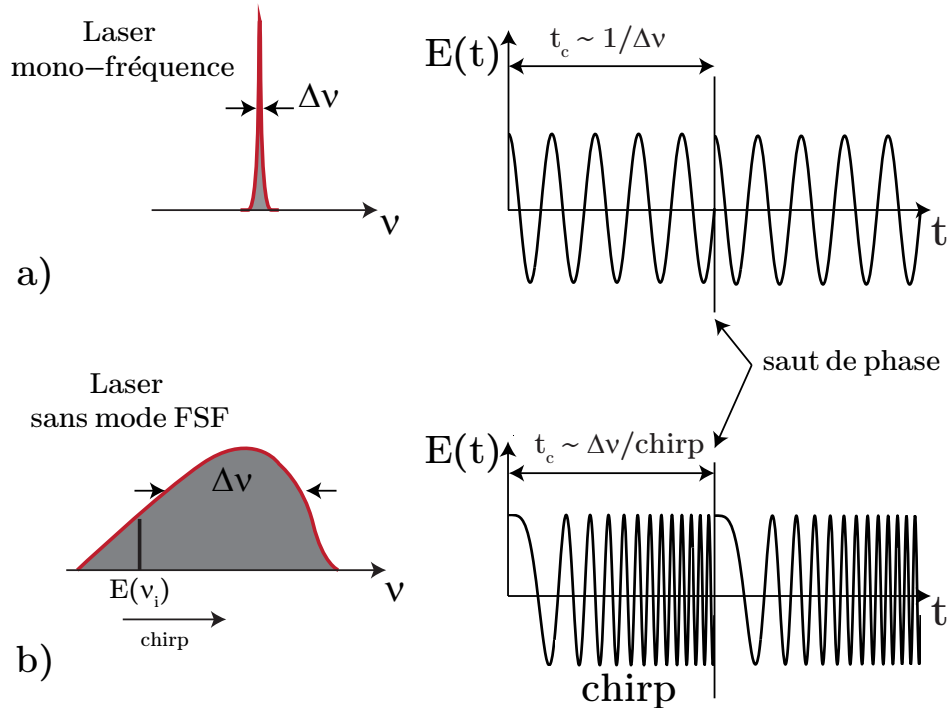 Laser
mono−fréquence
Δν
ν
E(t)
t_c ~ 1/Δν
t
a)
saut de phase
Laser
sans mode FSF
Δν
ν
E(ν_i)
chirp
E(t)
t_c ~ Δν/chirp
t
chirp
b)